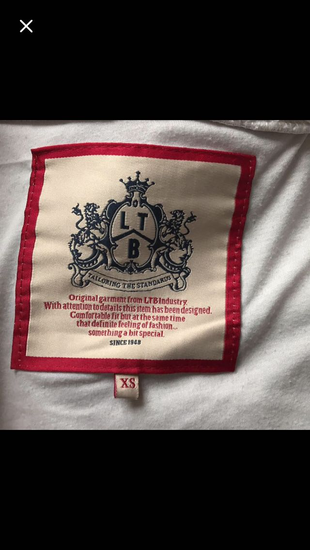 L T
B
TAILORING THE STANDARDS
Original garment from LTB Industry.
With attention to details this item has been designed.
Comfortable fit but at the same time
that definite feeling of fashion...
something a bit special.
SINCE 1948
XS